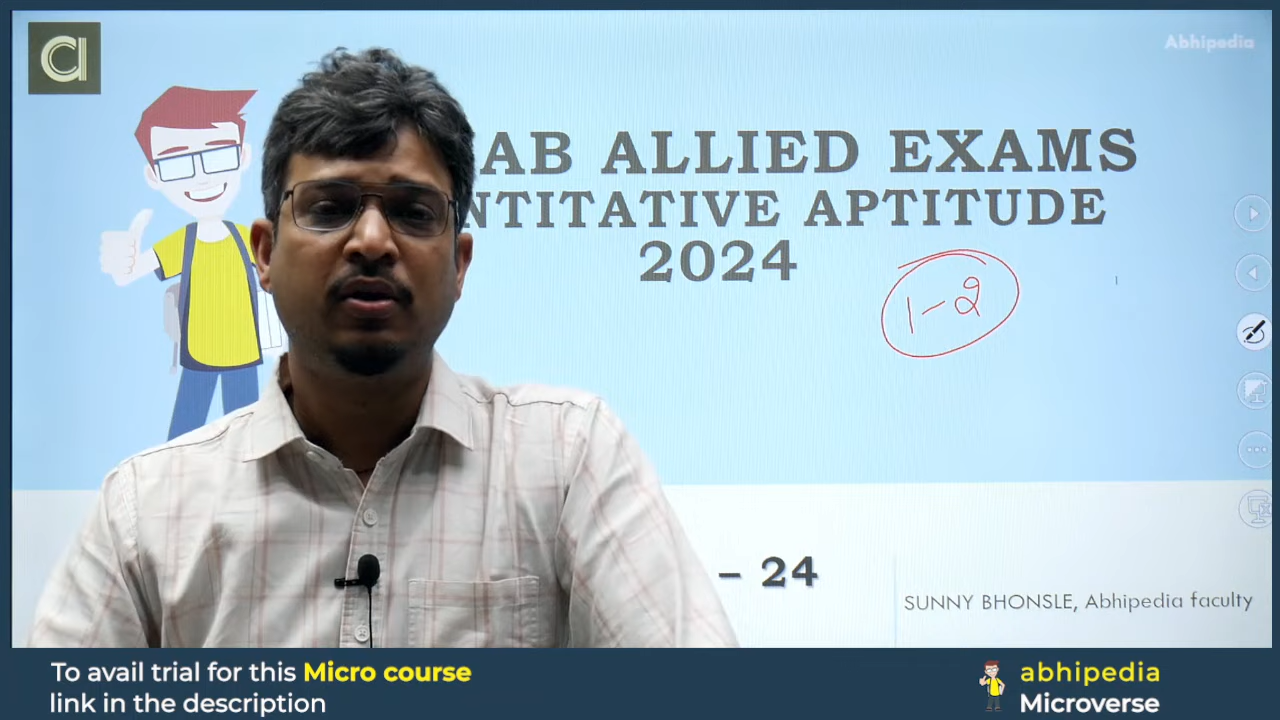 Abhipedia
AB ALLIED EXAMS
NTITATIVE APTITUDE
2024
1-2
– 24
SUNNY BHONSLE, Abhipedia faculty
To avail trial for this Micro course
link in the description
abhipedia
Microverse